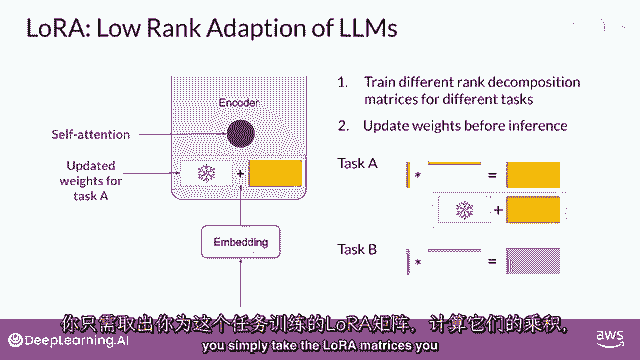 LoRA: Low Rank Adaption of LLMs
Encoder
Self-attention
Updated
weights for
task A
+
Embedding
1. Train different rank decomposition
matrices for different tasks
2. Update weights before inference
Task A
* =
+
Task B
* =
你只需取出你为这个任务训练的LoRA矩阵，计算它们的乘积，
you simply take the LoRA matrices you
DeepLearning.AI
aws